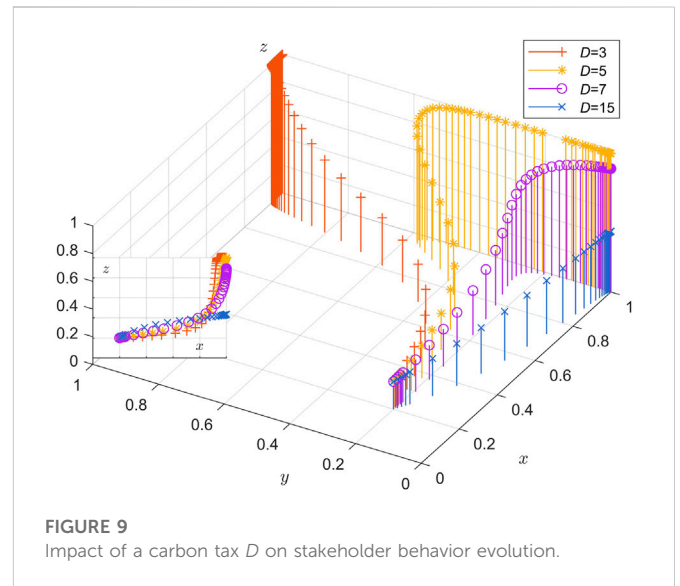 z
D=3
D=5
D=7
D=15
1
0.8
0.6
0.4
0.2
0
z
x
1
0.8
0.6
0.4
0.2
0
y
0
0.2
0.4
0.6
0.8
1
x
FIGURE 9
Impact of a carbon tax D on stakeholder behavior evolution.